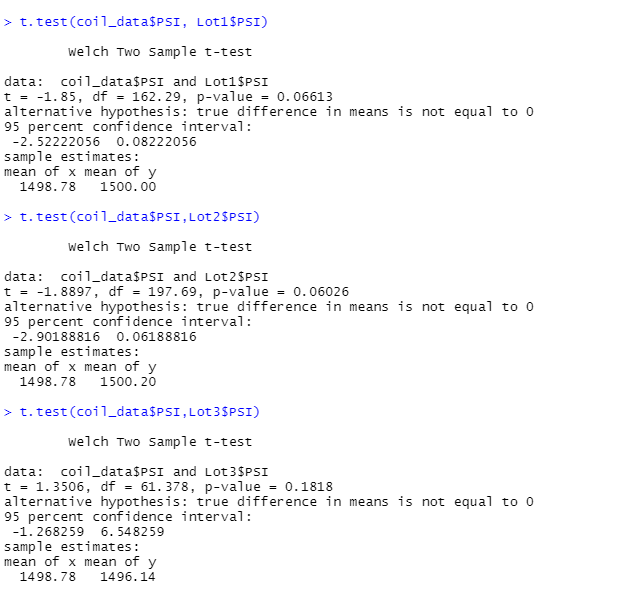 > t.test(coil_data$PSI, Lot1$PSI)
Welch Two Sample t-test
data:  coil_data$PSI and Lot1$PSI
t = -1.85, df = 162.29, p-value = 0.06613
alternative hypothesis: true difference in means is not equal to 0
95 percent confidence interval:
 -2.52222056  0.08222056
sample estimates:
mean of x mean of y
  1498.78   1500.00
> t.test(coil_data$PSI,Lot2$PSI)
Welch Two Sample t-test
data:  coil_data$PSI and Lot2$PSI
t = -1.8897, df = 197.69, p-value = 0.06026
alternative hypothesis: true difference in means is not equal to 0
95 percent confidence interval:
 -2.90188816  0.06188816
sample estimates:
mean of x mean of y
  1498.78   1500.20
> t.test(coil_data$PSI,Lot3$PSI)
Welch Two Sample t-test
data:  coil_data$PSI and Lot3$PSI
t = 1.3506, df = 61.378, p-value = 0.1818
alternative hypothesis: true difference in means is not equal to 0
95 percent confidence interval:
 -1.268259  6.548259
sample estimates:
mean of x mean of y
  1498.78   1496.14